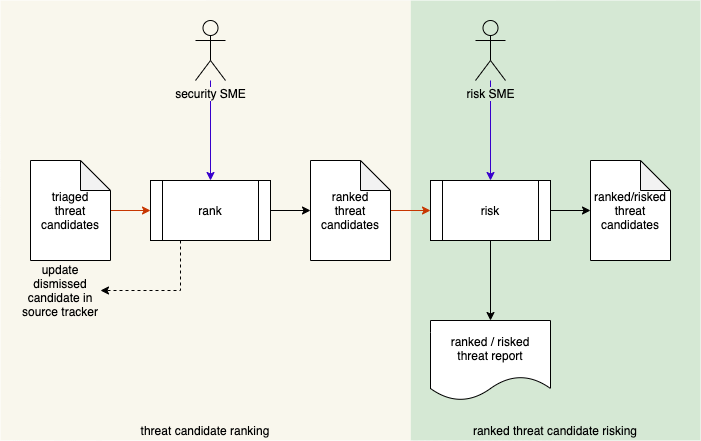 security SME
risk SME
triaged
threat
candidates
rank
ranked
threat
candidates
risk
ranked/risked
threat
candidates
update
dismissed
candidate in
source tracker
ranked / risked
threat report
threat candidate ranking
ranked threat candidate risking